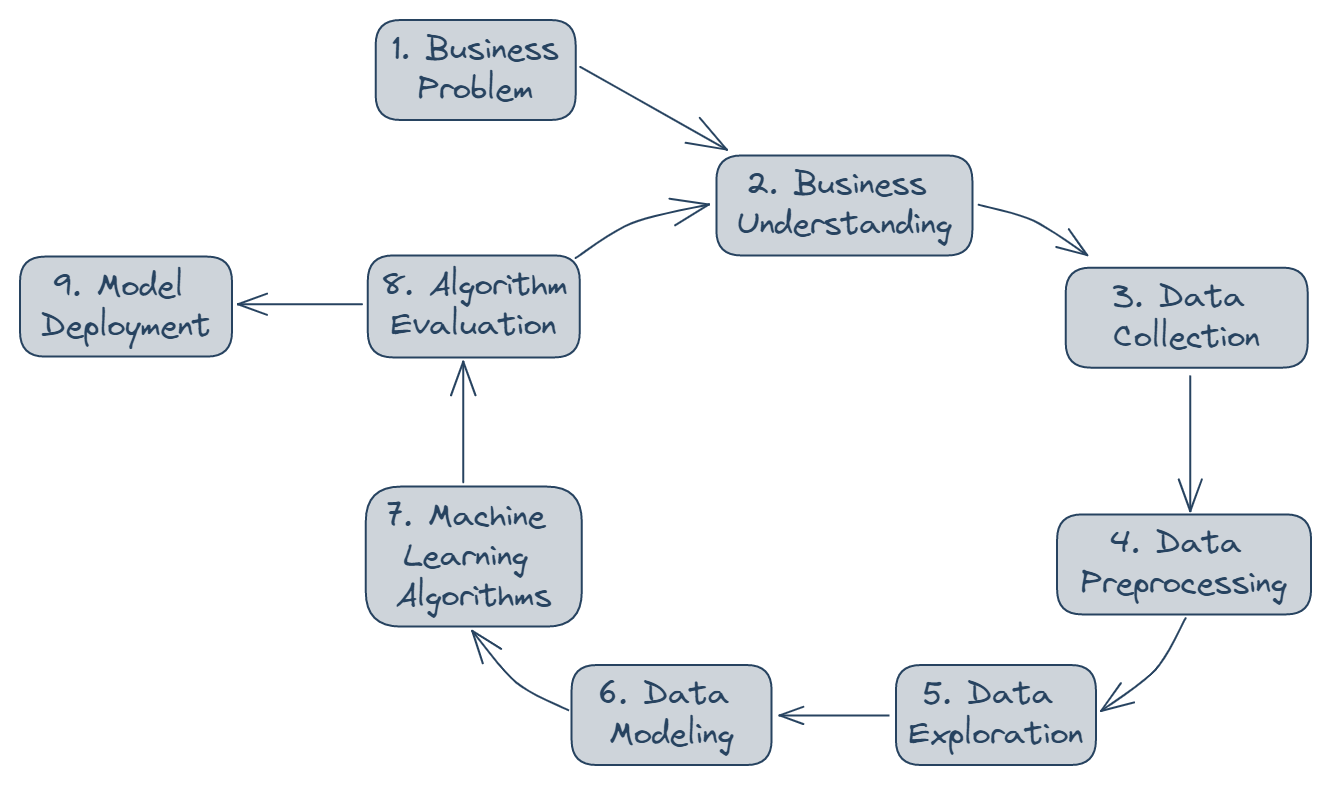 1. Business
Problem
2. Business
Understanding
3. Data
Collection
4. Data
Preprocessing
5. Data
Exploration
6. Data
Modeling
7. Machine
Learning
Algorithms
8. Algorithm
Evaluation
9. Model
Deployment